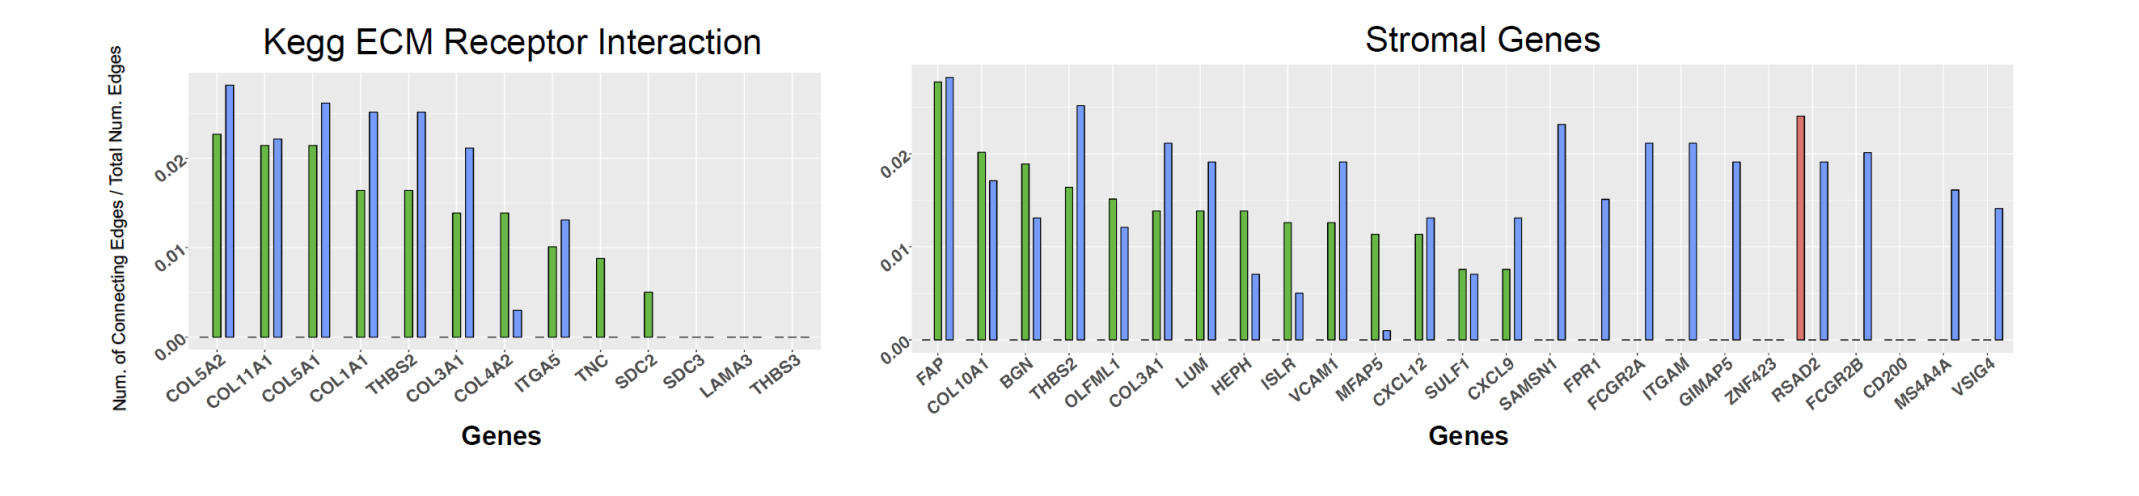 Kegg ECM Receptor Interaction
Num. of Connecting Edges / Total Num. Edges
0.02
0.01
0.00
COL5A2 COL11A1 COL5A1 COL1A1 THBS2 COL3A1 COL4A2 ITGA5 TNC SDC2 SDC3 LAMA3 THBS3
Genes
Stromal Genes
0.02
0.01
0.00
FAP COL10A1 BGN THBS2 OLFML1 COL3A1 LUM HEPH ISLR VCAM1 MFAP5 CXCL12 SULF1 CXCL9 SAMSN1 FPR1 FCGR2A ITGAM GIMAP5 ZNF423 RSAD2 FCGR2B CD200 MS4A4A VSIG4
Genes